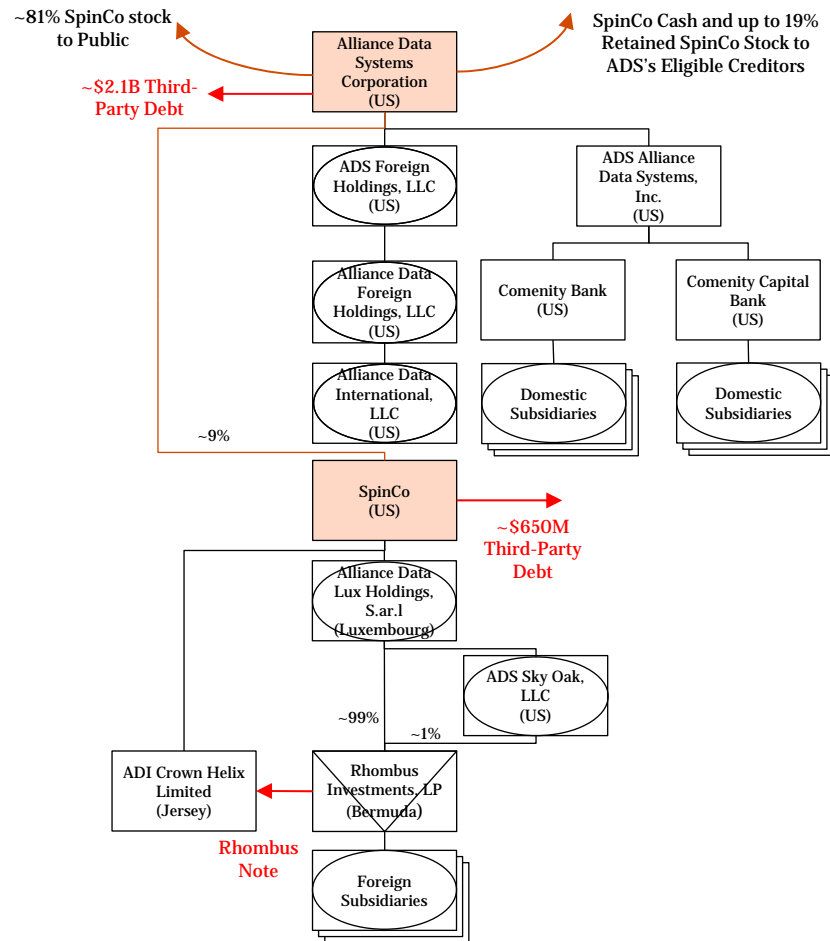 ~81% SpinCo stock
to Public
SpinCo Cash and up to 19%
Retained SpinCo Stock to
ADS's Eligible Creditors
Alliance Data
Systems
Corporation
(US)
~$2.1B Third-
Party Debt
ADS Foreign
Holdings, LLC
(US)
ADS Alliance
Data Systems,
Inc.
(US)
Alliance Data
Foreign
Holdings, LLC
(US)
Comenity Bank
(US)
Comenity Capital
Bank
(US)
Alliance Data
International,
LLC
(US)
Domestic
Subsidiaries
Domestic
Subsidiaries
~9%
SpinCo
(US)
~$650M
Third-Party
Debt
Alliance Data
Lux Holdings,
S.ar.l
(Luxembourg)
ADS Sky Oak,
LLC
(US)
~99%
~1%
ADI Crown Helix
Limited
(Jersey)
Rhombus
Investments, LP
(Bermuda)
Rhombus
Note
Foreign
Subsidiaries